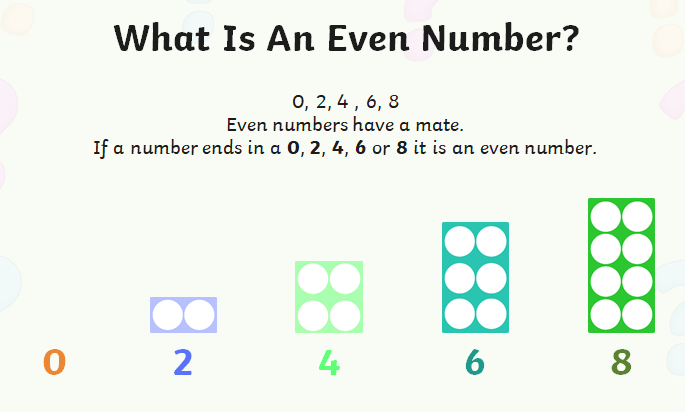 What Is An Even Number?
0, 2, 4 , 6, 8
Even numbers have a mate.
If a number ends in a 0, 2, 4, 6 or 8 it is an even number.
0 2 4 6 8